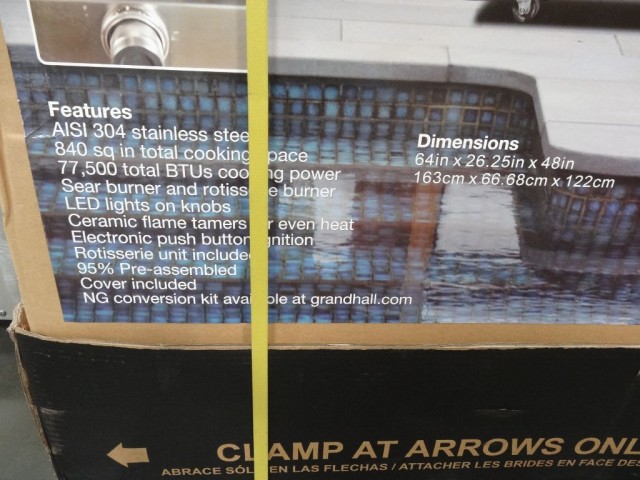 Features
AISI 304 stainless stee
840 sq in total cooking pace
77,500 total BTUs coo ng power
Sear burner and rotiss e burner
LED lights on knobs
Ceramic flame tamers r even heat
Electronic push button gnition
Rotisserie unit include
95% Pre-assembled
Cover included
NG conversion kit avai le at grandhall.com
Dimensions
64in x 26.25in x 48in
163cm x 66.68cm x 122cm
CLAMP AT ARROWS ONL
ABRACE SÓL EN LAS FLECHAS / ATTACHER LES BRIDES EN FACE DES